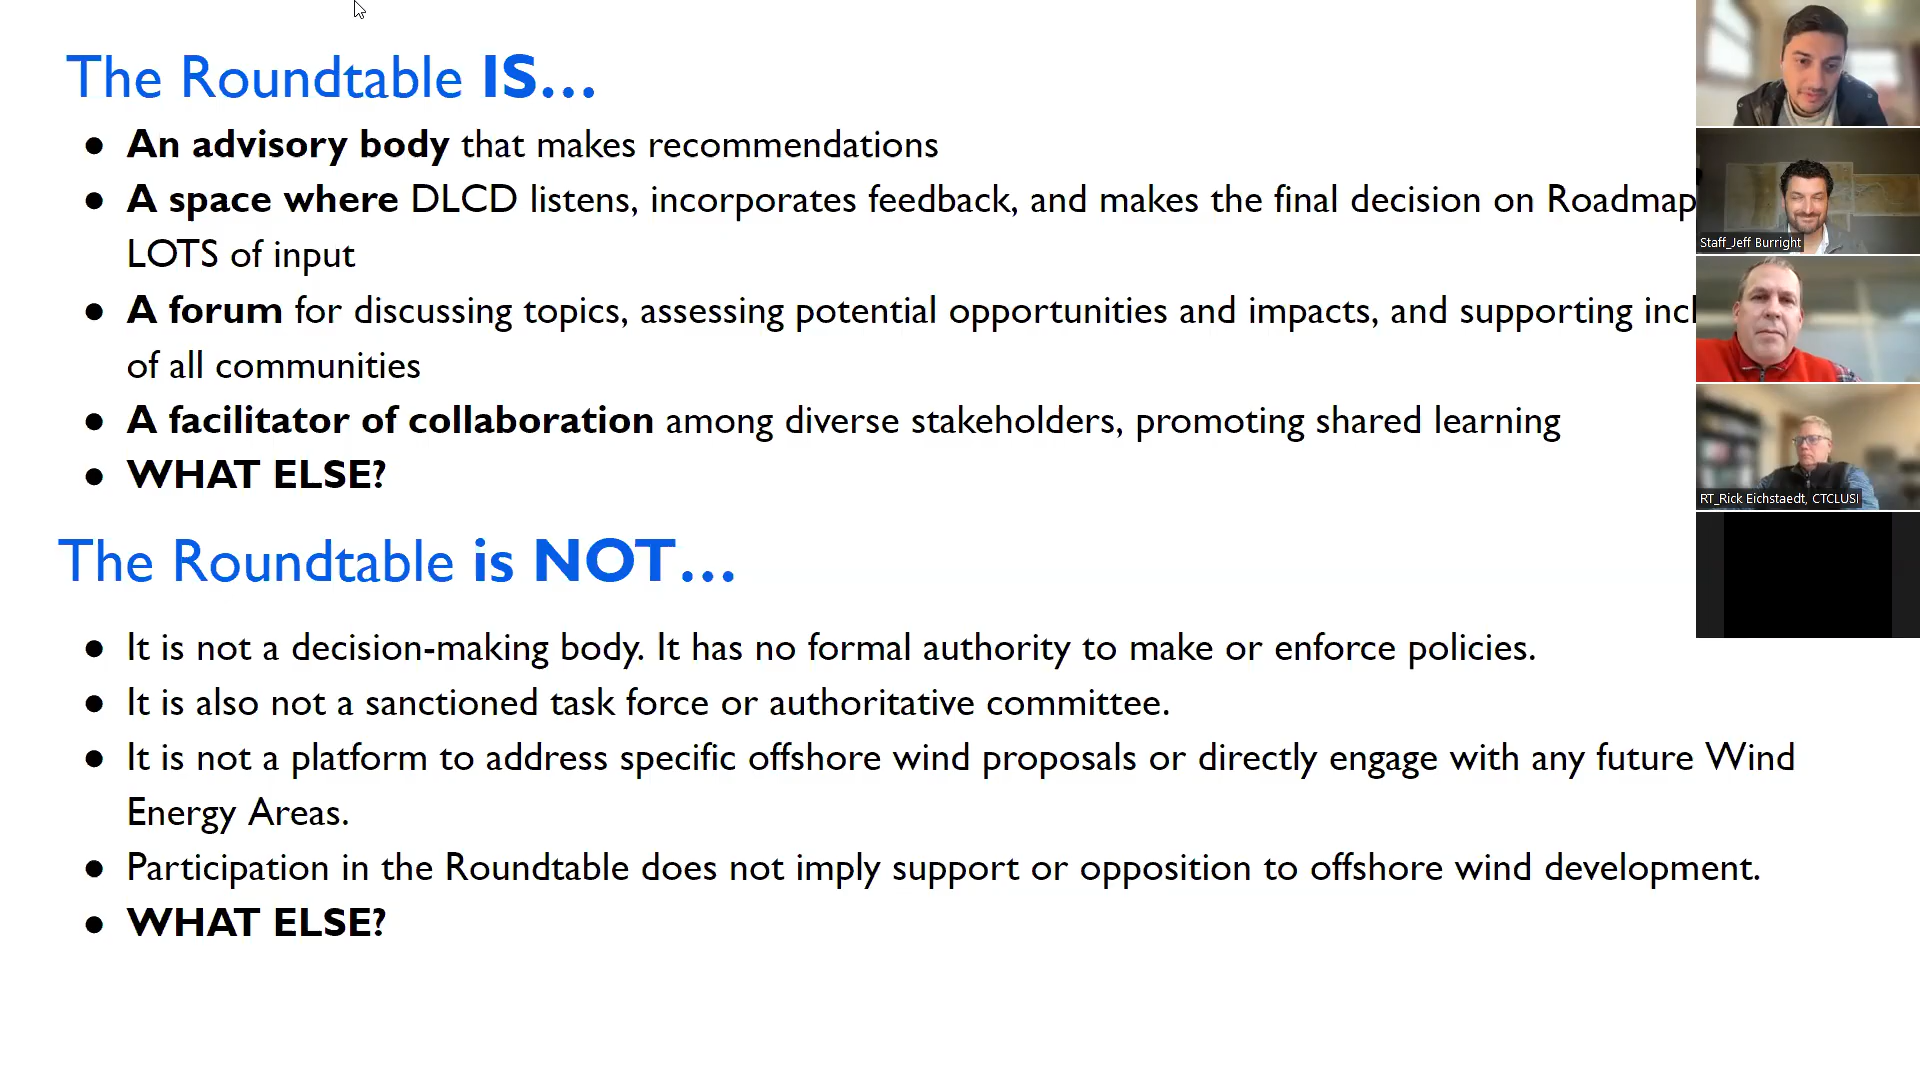 The Roundtable IS...
● An advisory body that makes recommendations
● A space where DLCD listens, incorporates feedback, and makes the final decision on Roadmap
LOTS of input
● A forum for discussing topics, assessing potential opportunities and impacts, and supporting
of all communities
● A facilitator of collaboration among diverse stakeholders, promoting shared learning
● WHAT ELSE?
The Roundtable is NOT...
● It is not a decision-making body. It has no formal authority to make or enforce policies.
● It is also not a sanctioned task force or authoritative committee.
● It is not a platform to address specific offshore wind proposals or directly engage with any future Wind
Energy Areas.
● Participation in the Roundtable does not imply support or opposition to offshore wind development.
● WHAT ELSE?
Staff_Jeff Burright
RT_Rick Eichstaedt, CTCLUSI